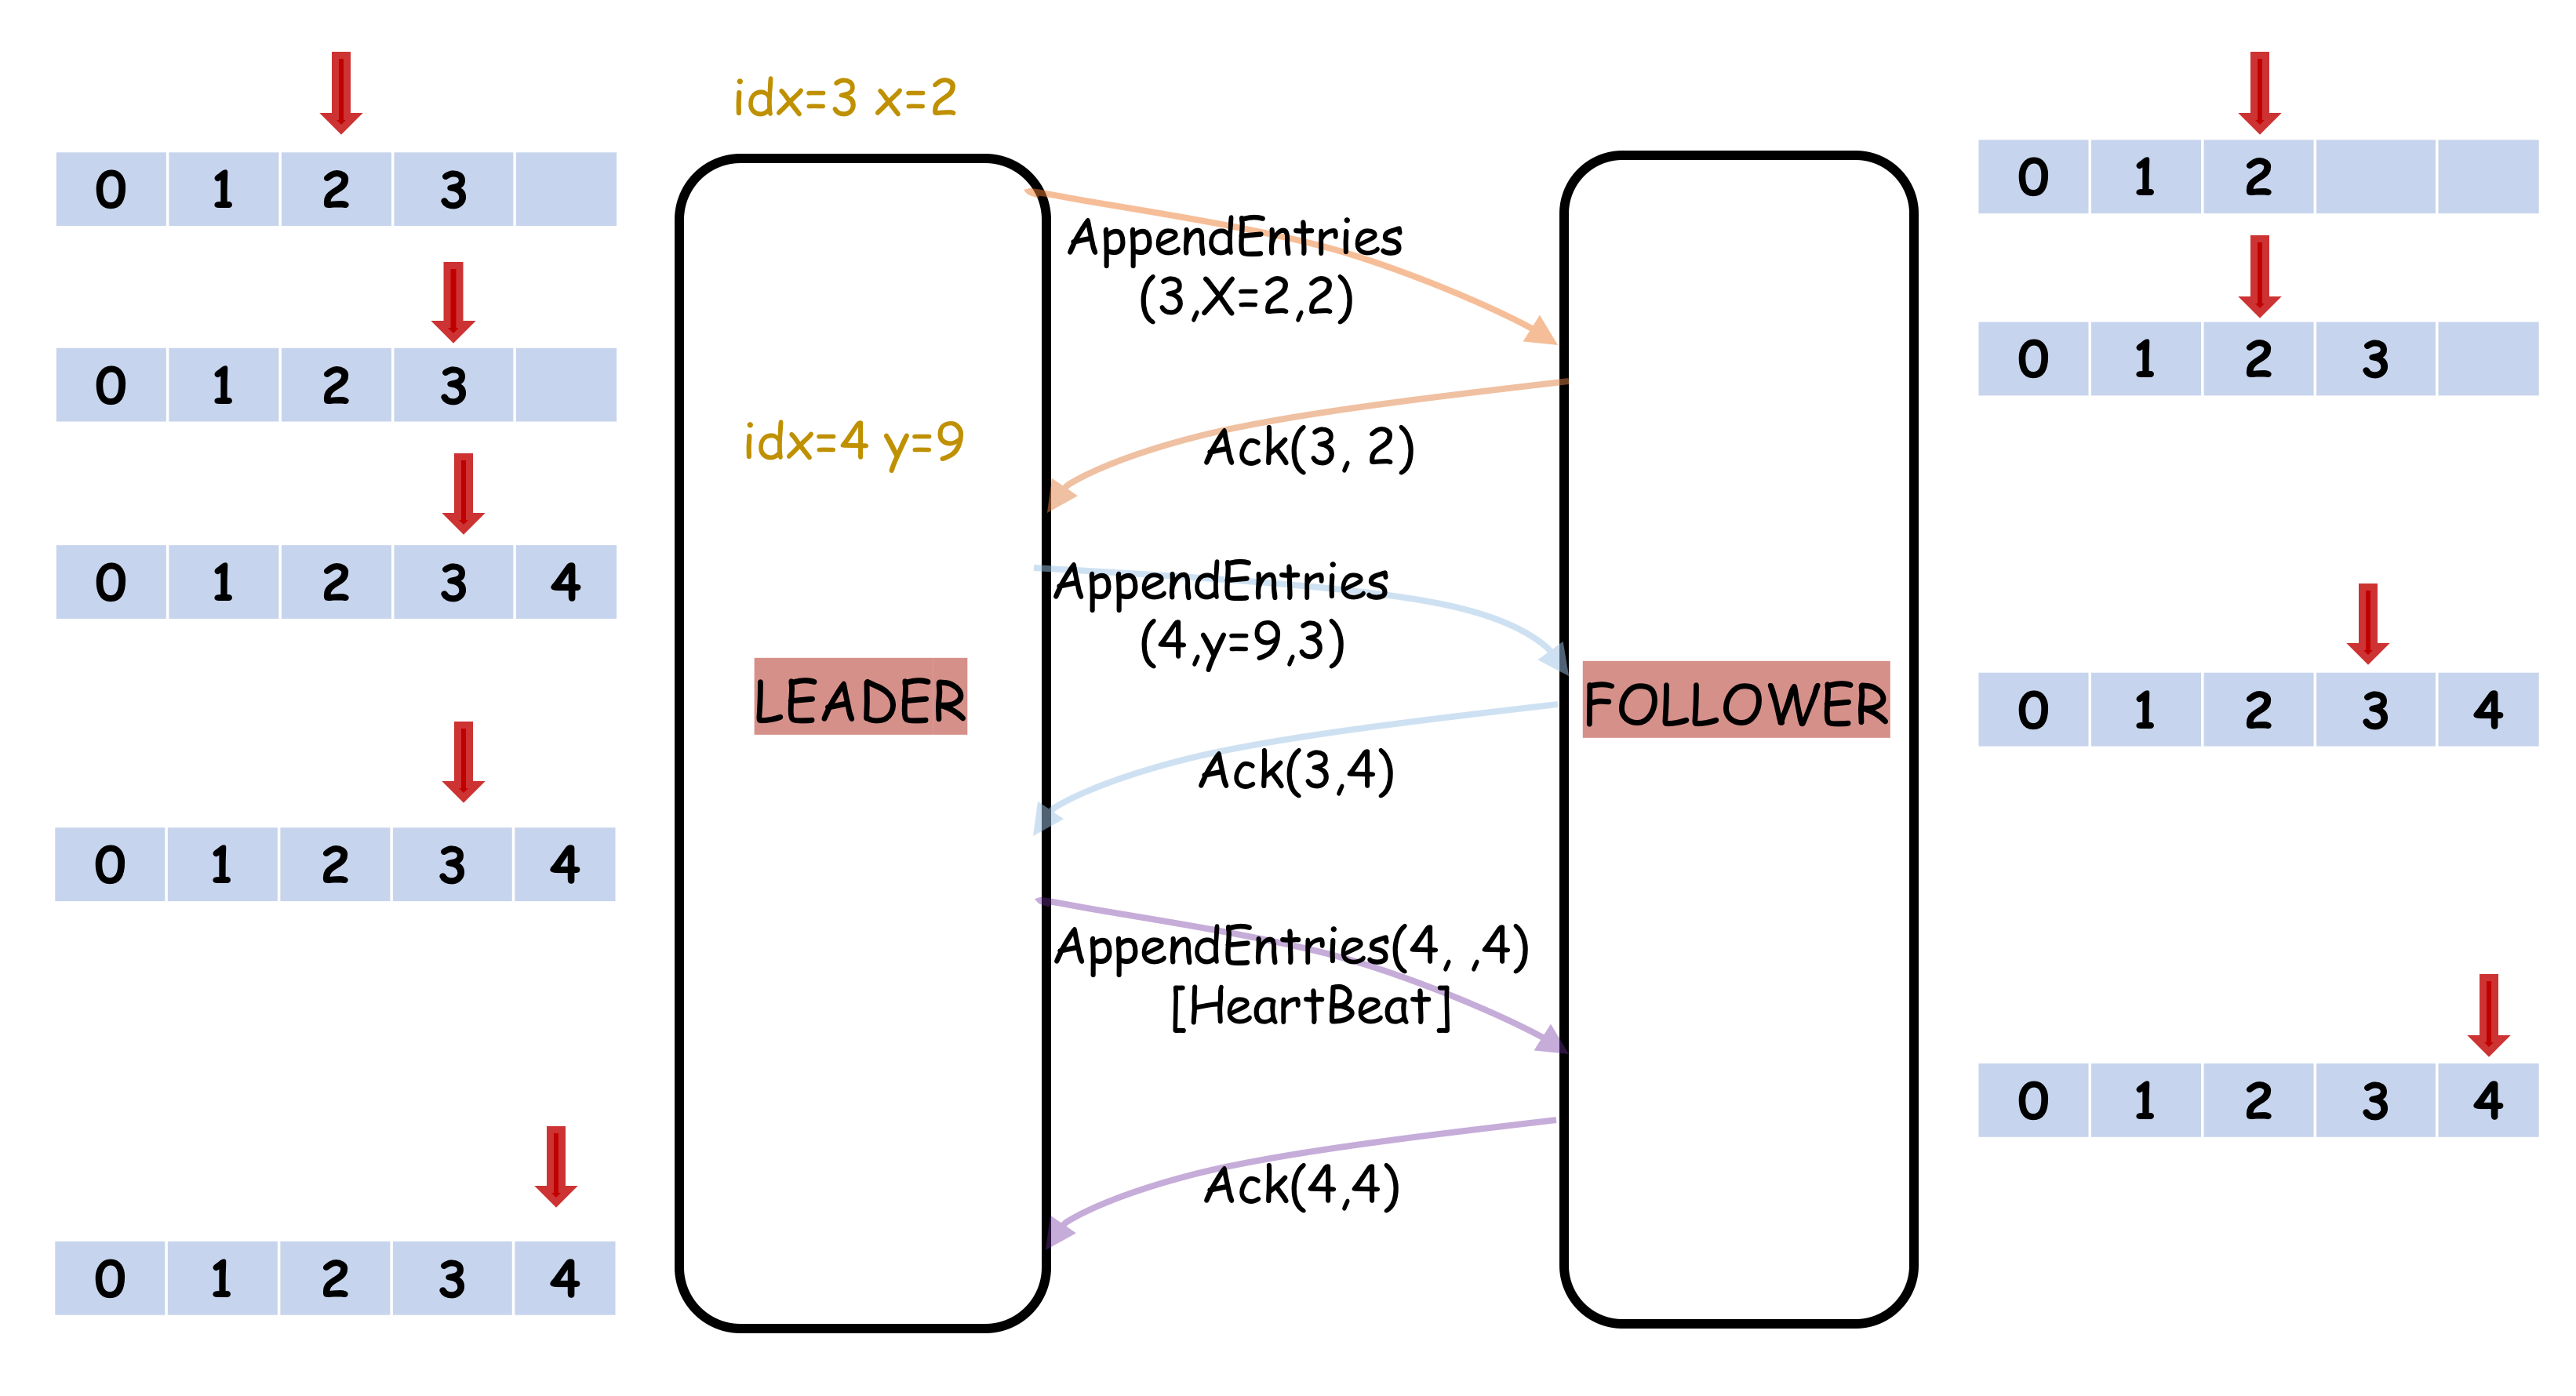 idx=3 x=2
0 1 2 3
0 1 2
AppendEntries
(3,X=2,2)
0 1 2 3
0 1 2 3
idx=4 y=9
Ack(3, 2)
0 1 2 3 4
AppendEntries
(4,y=9,3)
LEADER
FOLLOWER
0 1 2 3 4
Ack(3,4)
0 1 2 3 4
AppendEntries(4, ,4)
[HeartBeat]
0 1 2 3 4
Ack(4,4)
0 1 2 3 4